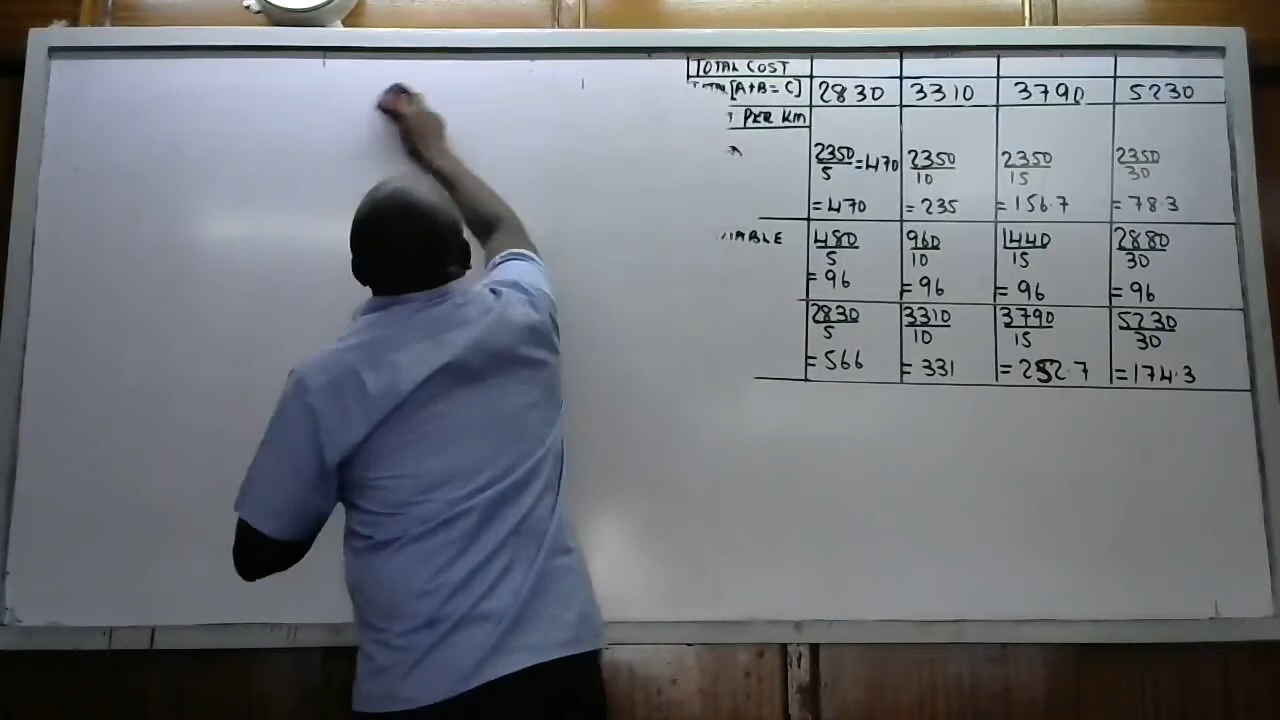 TOTAL COST
[A+B=C] 2830 3310 3790 5230
PER Km
2350/5 =470 2350/10 2350/15 2350/30
=470 =235 =156.7 =78.3
IABLE 480/5 960/10 1440/15 2880/30
=96 =96 =96 =96
2830/5 3310/10 3790/15 5230/30
=566 =331 =252.7 =174.3